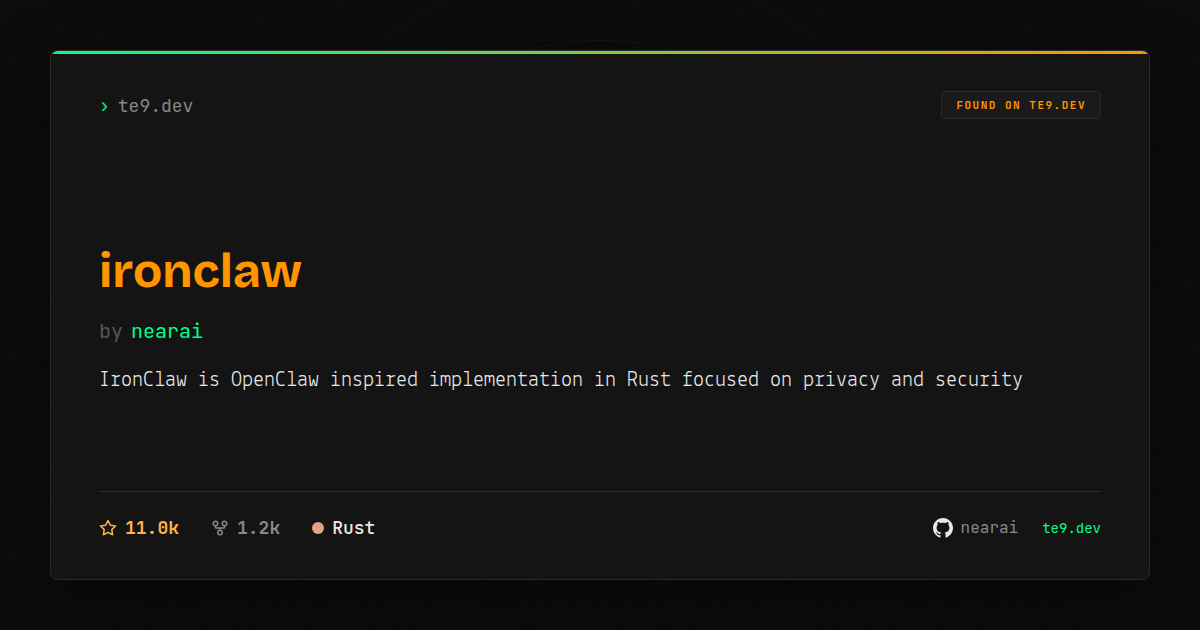 › te9.dev
FOUND ON TE9.DEV
ironclaw
by nearai
IronClaw is OpenClaw inspired implementation in Rust focused on privacy and security
11.0k 1.2k Rust
nearai te9.dev